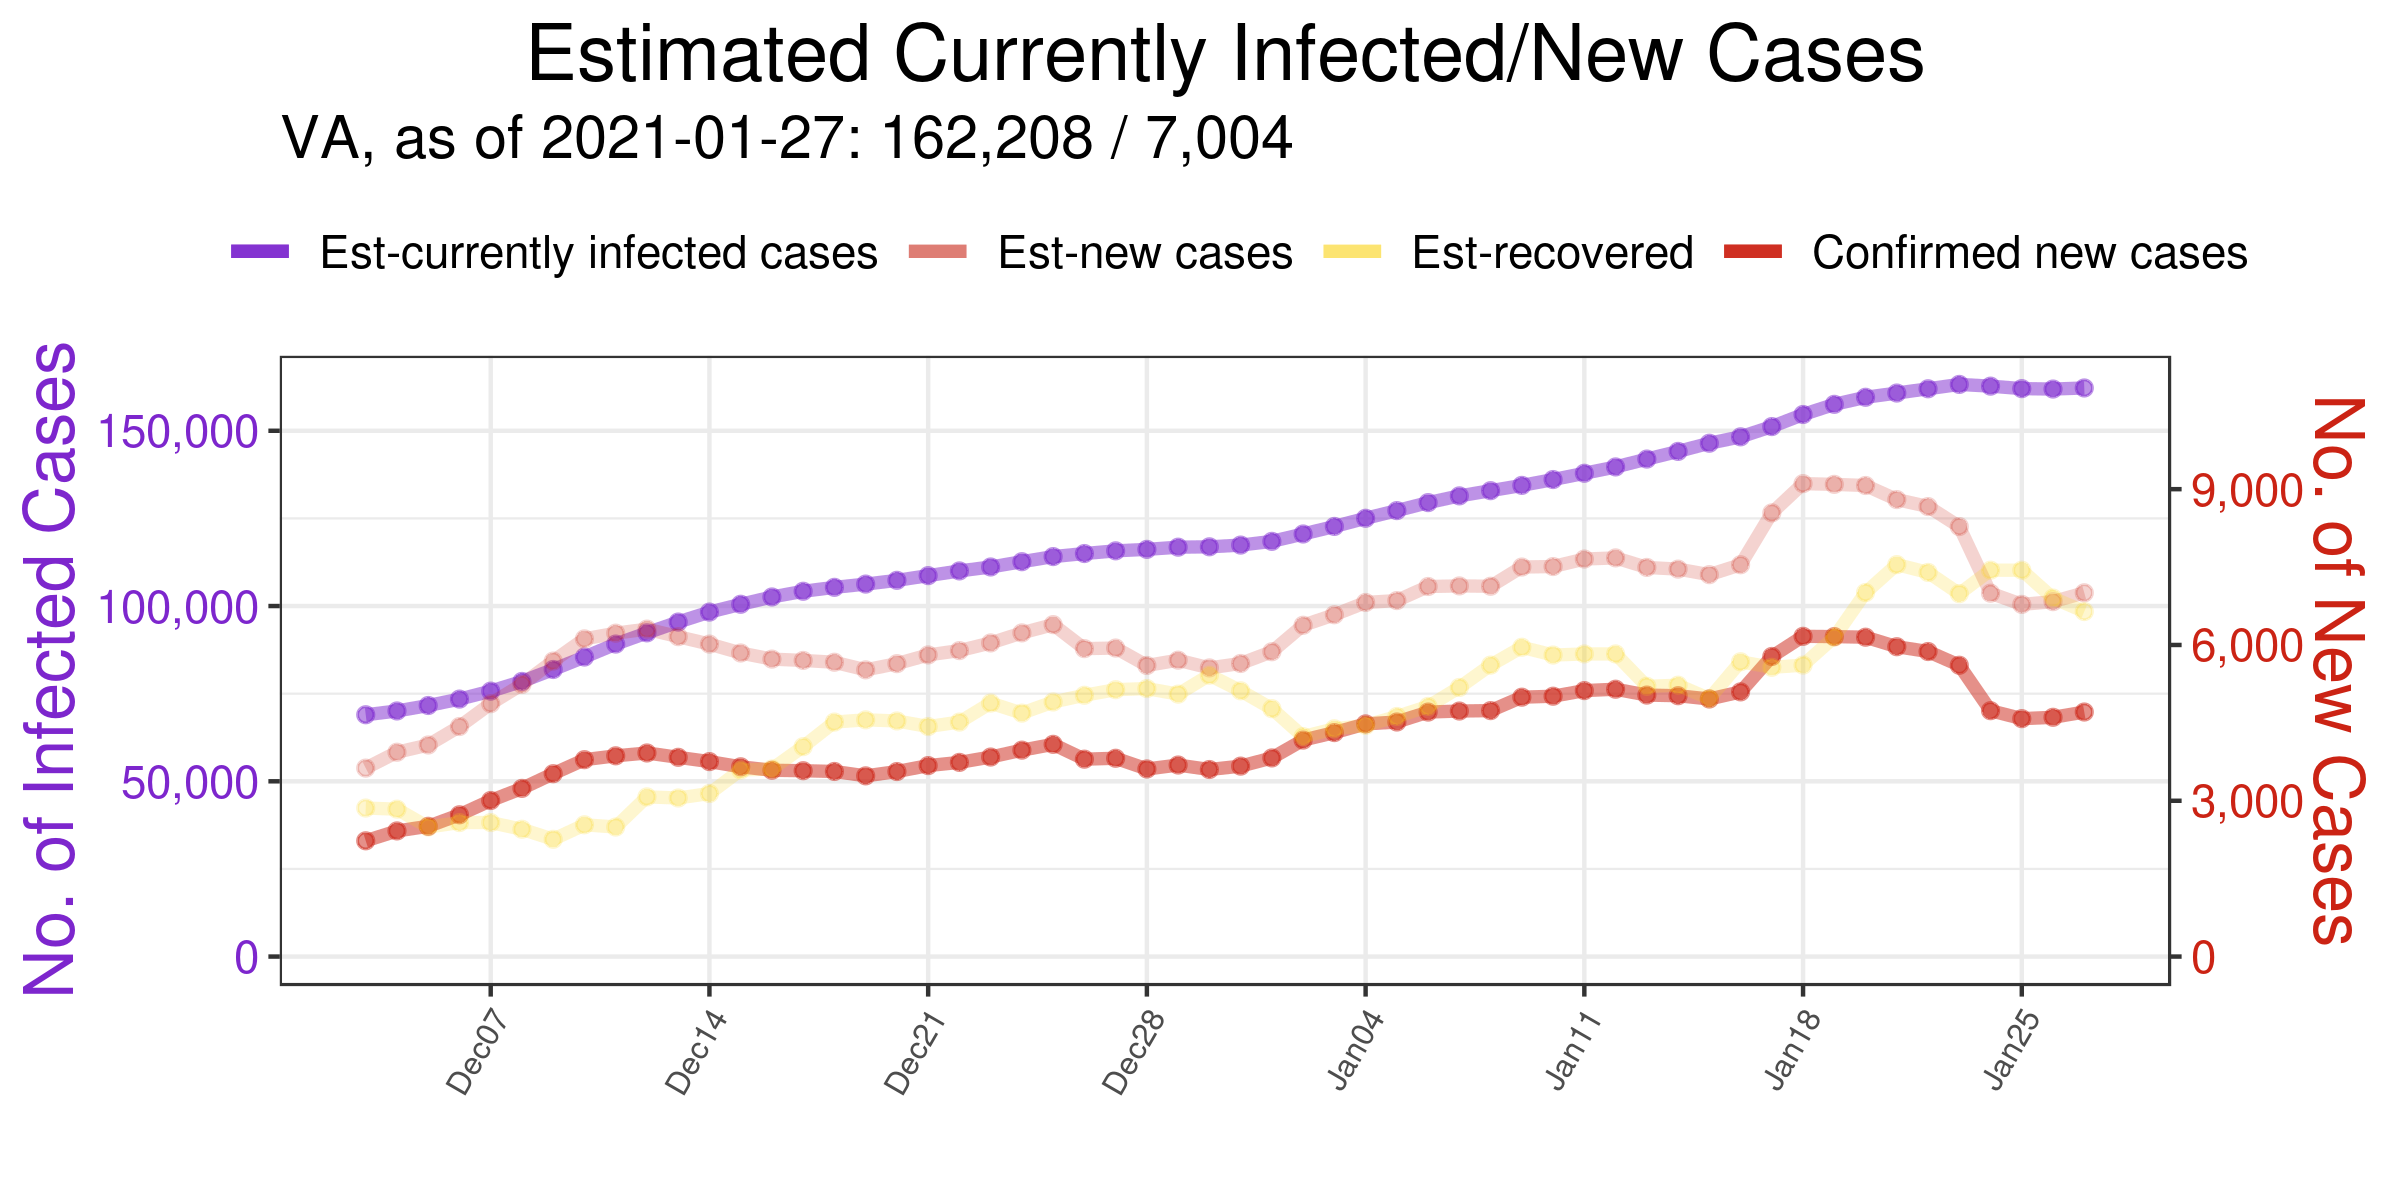 Estimated Currently Infected/New Cases
VA, as of 2021-01-27: 162,208 / 7,004
Est-currently infected cases Est-new cases Est-recovered Confirmed new cases
No. of Infected Cases
150,000
100,000
50,000
0
9,000
6,000
3,000
0
No. of New Cases
Dec07 Dec14 Dec21 Dec28 Jan04 Jan11 Jan18 Jan25